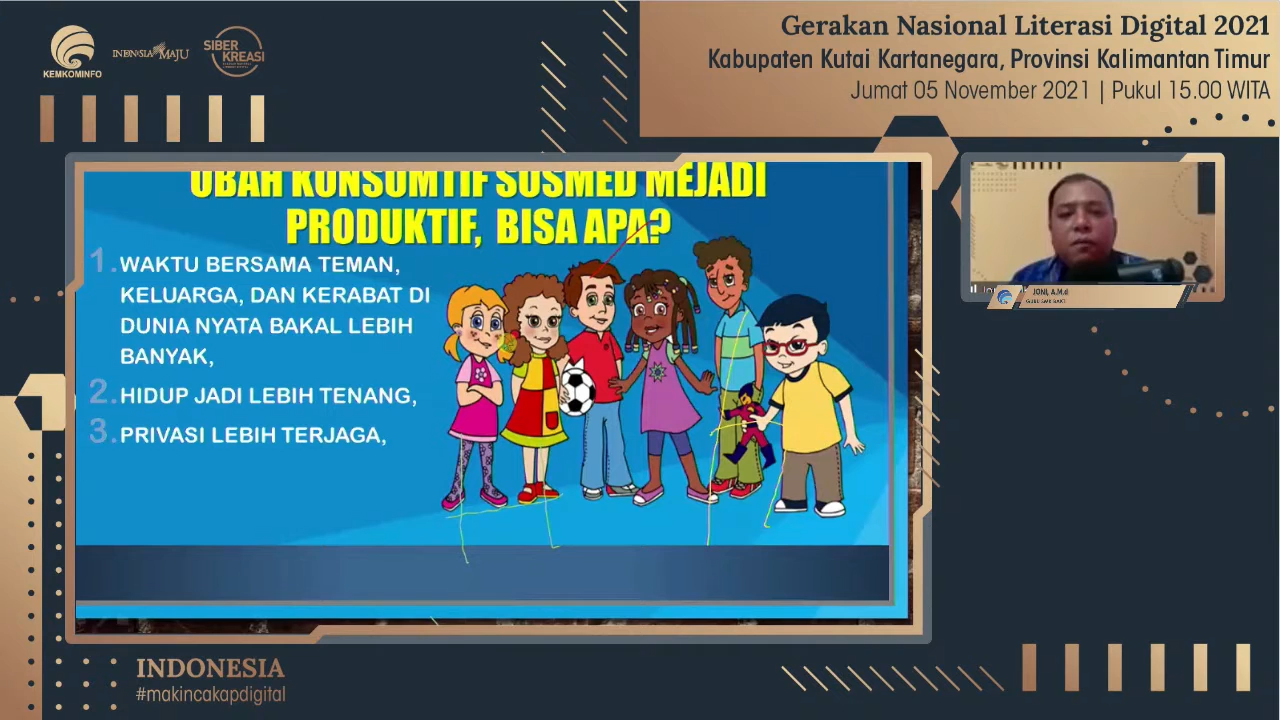 Gerakan Nasional Literasi Digital 2021
Kabupaten Kutai Kartanegara, Provinsi Kalimantan Timur
Jumat 05 November 2021 | Pukul 15.00 WITA
KEMKOMINFO
INDONESIA MAJU
SIBER
KREASI
UBAH KONSUMTIF SOSMED MEJADI
PRODUKTIF, BISA APA?
1. WAKTU BERSAMA TEMAN,
KELUARGA, DAN KERABAT DI
DUNIA NYATA BAKAL LEBIH
BANYAK,
2. HIDUP JADI LEBIH TENANG,
3. PRIVASI LEBIH TERJAGA,
JONI, A.M.d
INDONESIA
#makincakapdigital